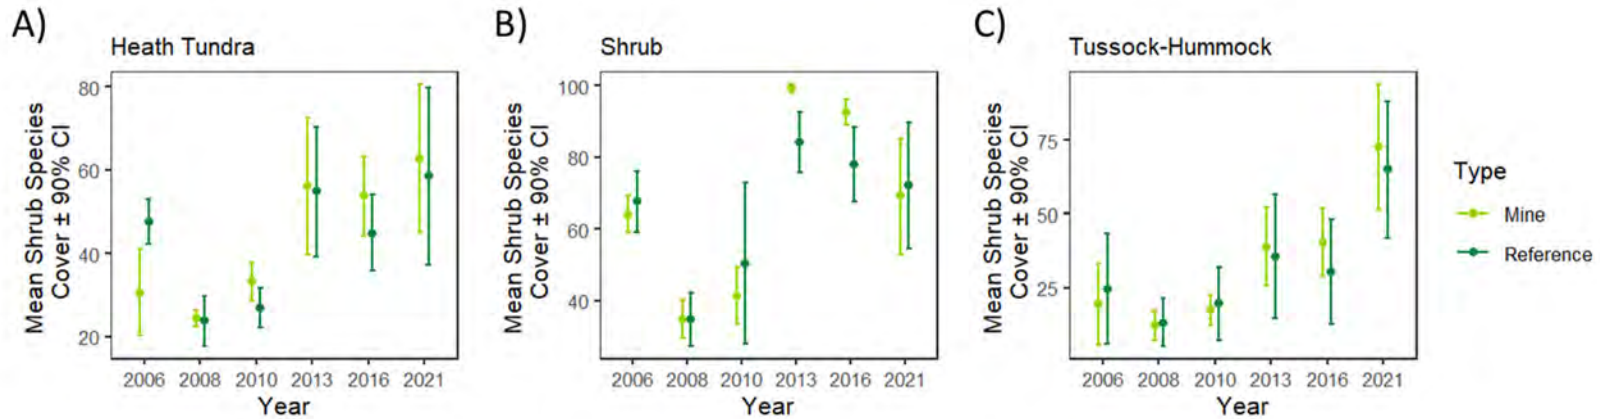 A)
Heath Tundra
Mean Shrub Species
Cover ± 90% CI
80
60
40
20
2006 2008 2010 2013 2016 2021
Year
B)
Shrub
Mean Shrub Species
Cover ± 90% CI
100
80
60
40
2006 2008 2010 2013 2016 2021
Year
C)
Tussock-Hummock
Mean Shrub Species
Cover ± 90% CI
75
50
25
2006 2008 2010 2013 2016 2021
Year
Type
Mine
Reference